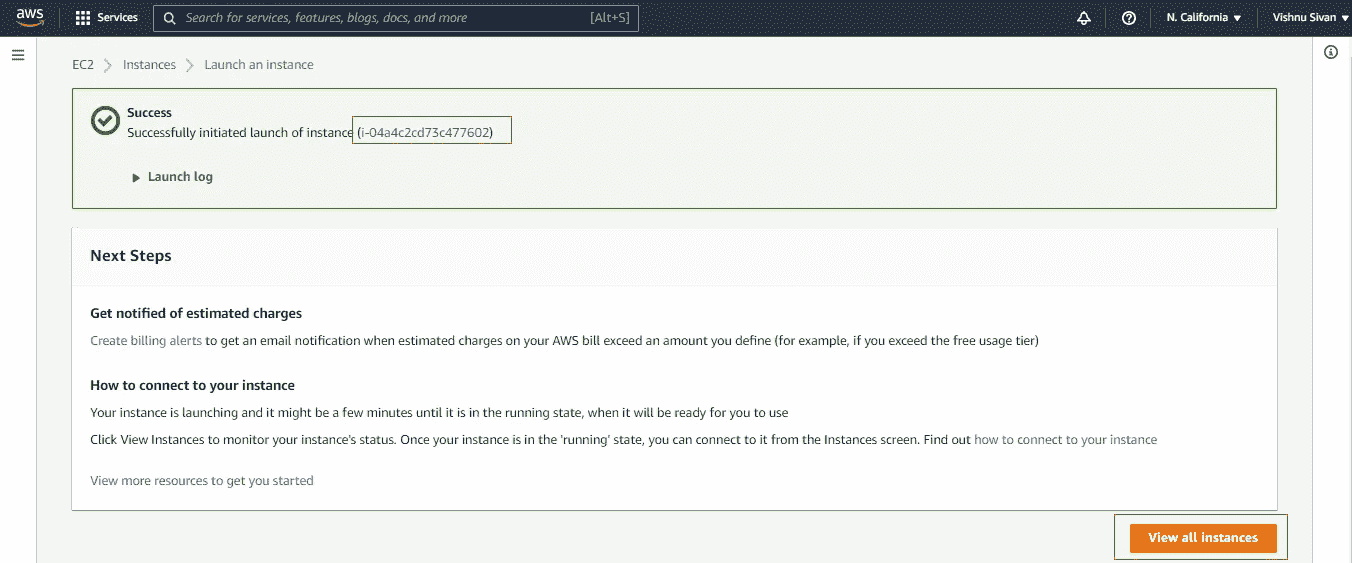 aws Services Search for services, features, blogs, docs, and more [Alt+S] N. California Vishnu Sivan
EC2 Instances Launch an instance
Success
Successfully initiated launch of instance (i-04a4c2cd73c477602)
Launch log
Next Steps
Get notified of estimated charges
Create billing alerts to get an email notification when estimated charges on your AWS bill exceed an amount you define (for example, if you exceed the free usage tier)
How to connect to your instance
Your instance is launching and it might be a few minutes until it is in the running state, when it will be ready for you to use
Click View Instances to monitor your instance's status. Once your instance is in the 'running' state, you can connect to it from the Instances screen. Find out how to connect to your instance
View more resources to get you started
View all instances